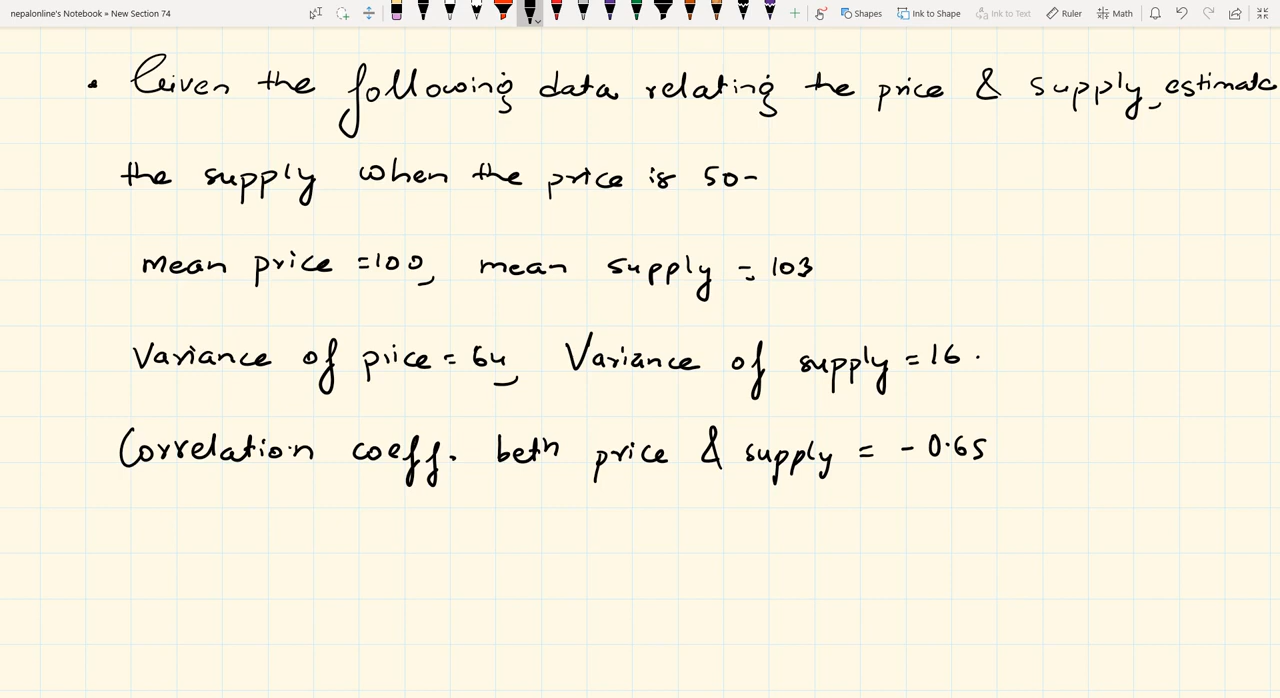 nepalonline's Notebook » New Section 74
Shapes Ink to Shape Ink to Text Ruler Math
• Given the following data relating the price & supply, estimate
the supply when the price is 50-
mean price =100, mean supply = 103
Variance of price = 64, Variance of supply = 16.
Correlation coeff. betn price & supply = - 0.65